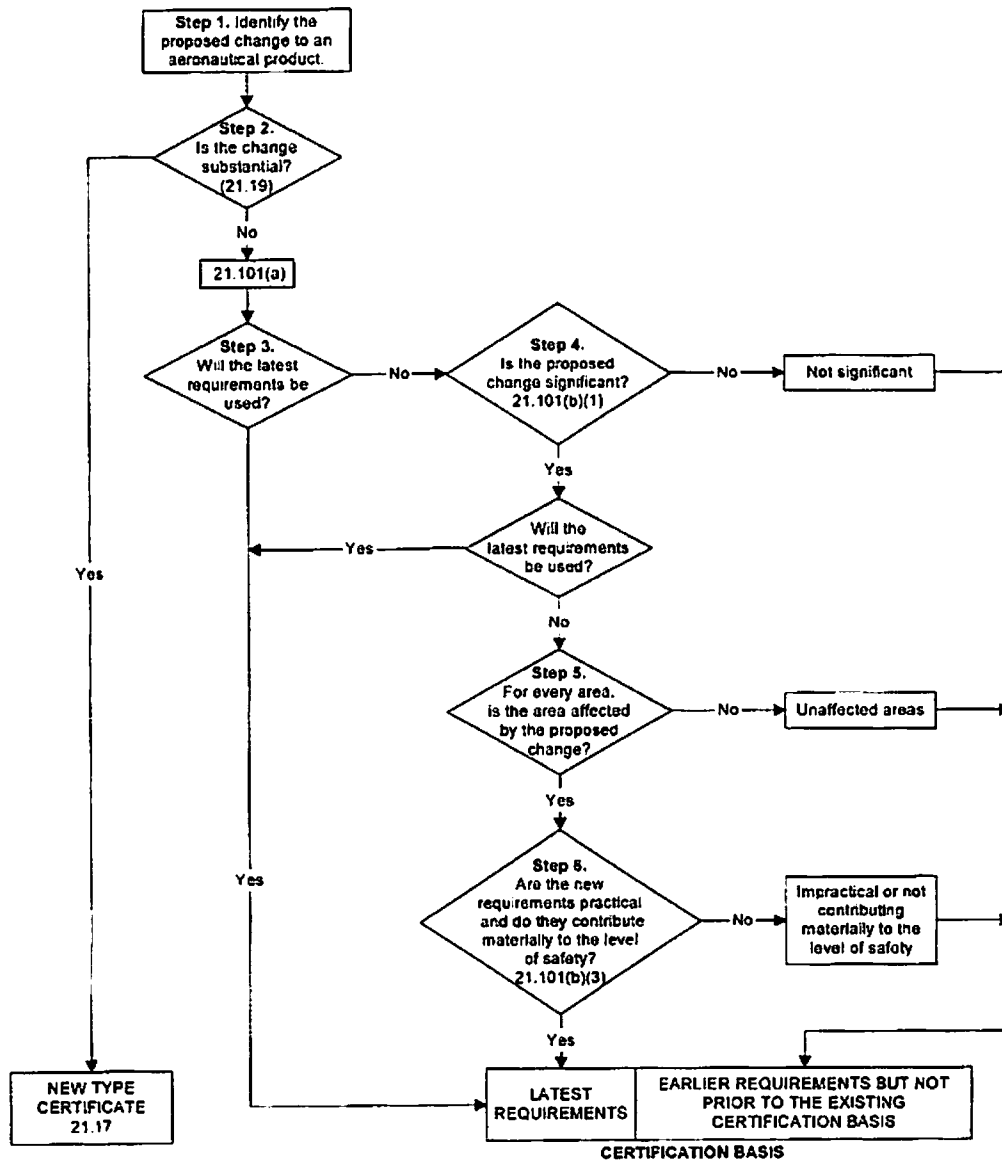 Step 1. Identify the
proposed change to an
aeronautical product.
Step 2.
Is the change
substantial?
(21.19)
No
21.101(a)
Step 3.
Will the latest
requirements be
used?
No
Step 4.
Is the proposed
change significant?
21.101(b)(1)
No
Not significant
Yes
Will the
latest requirements
be used?
Yes
Yes
No
Step 5.
For every area,
is the area affected
by the proposed
change?
No
Unaffected areas
Yes
Yes
Step 6.
Are the new
requirements practical
and do they contribute
materially to the level
of safety?
21.101(b)(3)
No
Impractical or not
contributing
materially to the
level of safety
Yes
NEW TYPE
CERTIFICATE
21.17
LATEST
REQUIREMENTS
EARLIER REQUIREMENTS BUT NOT
PRIOR TO THE EXISTING
CERTIFICATION BASIS
CERTIFICATION BASIS